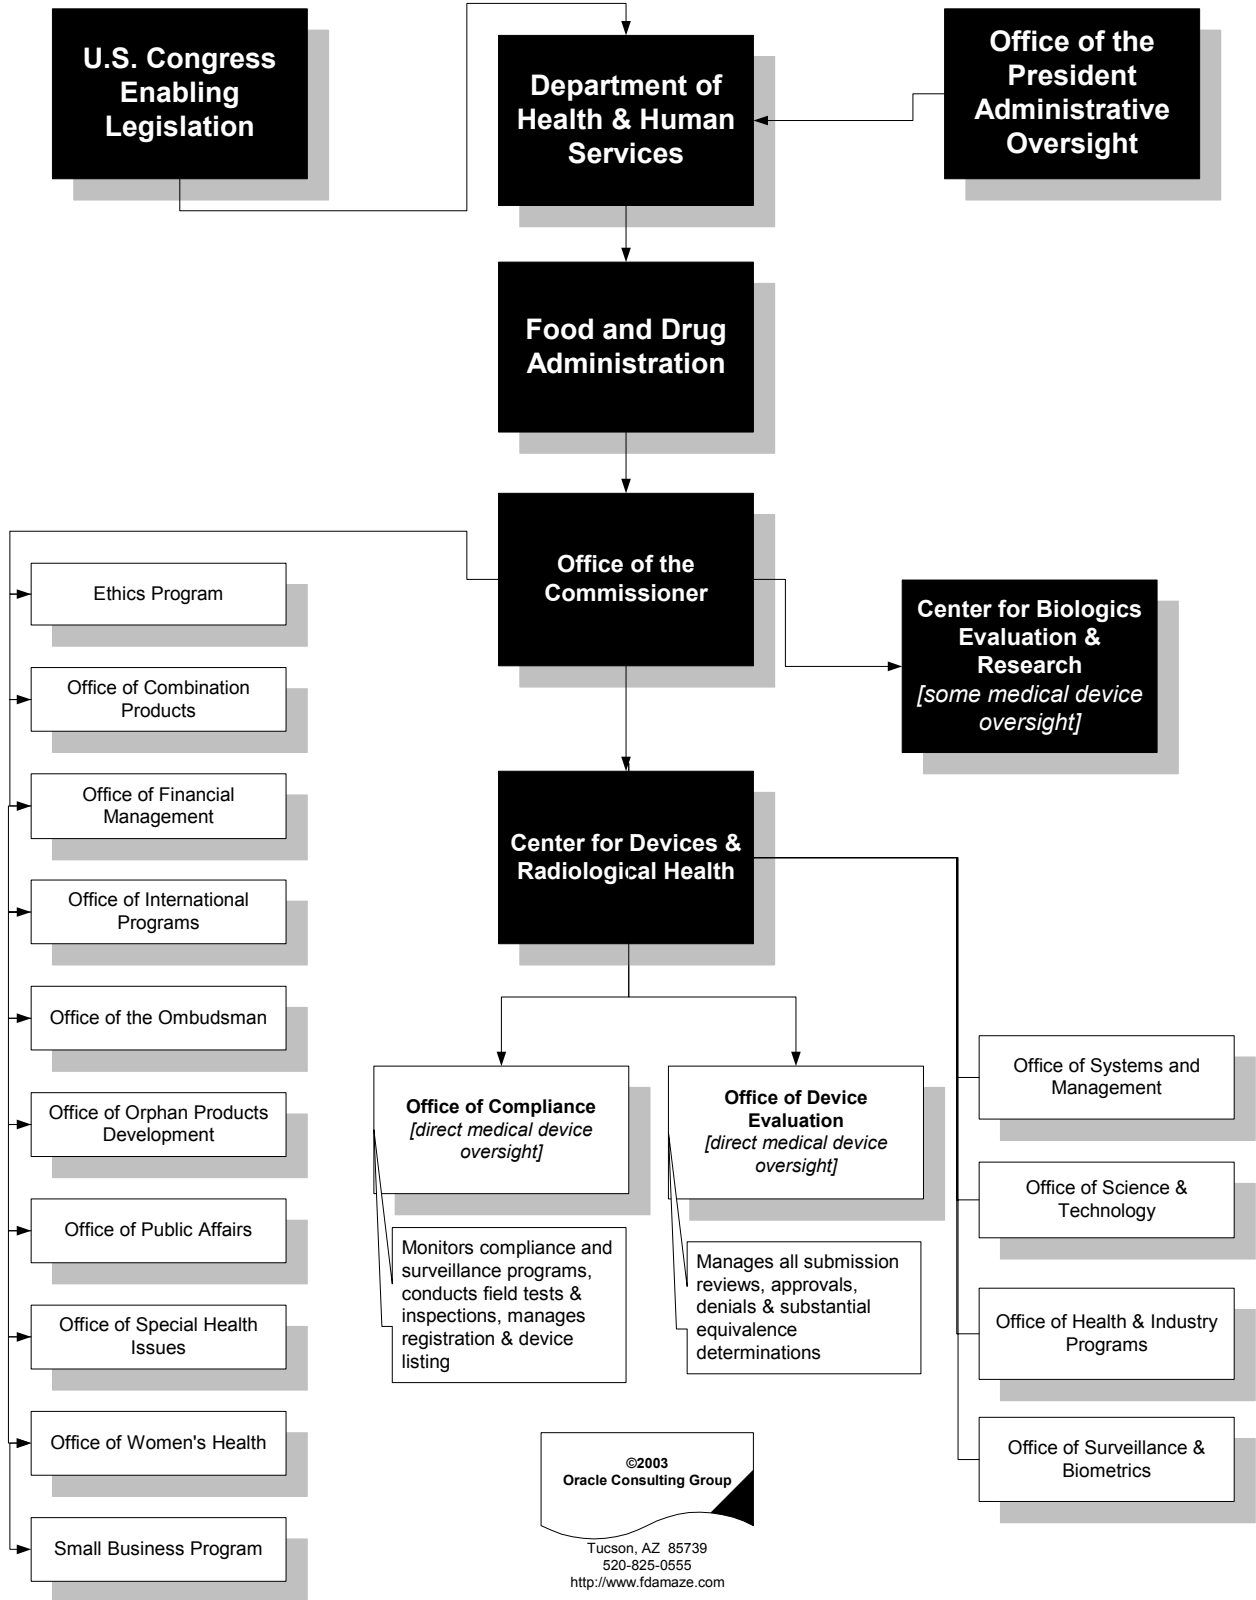 U.S. Congress
Enabling
Legislation
Department of
Health & Human
Services
Office of the
President
Administrative
Oversight
Food and Drug
Administration
Office of the
Commissioner
Center for Biologics
Evaluation &
Research
[some medical device
oversight]
Ethics Program
Office of Combination
Products
Office of Financial
Management
Office of International
Programs
Office of the Ombudsman
Office of Orphan Products
Development
Office of Public Affairs
Office of Special Health
Issues
Office of Women's Health
Small Business Program
Center for Devices &
Radiological Health
Office of Compliance
[direct medical device
oversight]
Monitors compliance and
surveillance programs,
conducts field tests &
inspections, manages
registration & device
listing
Office of Device
Evaluation
[direct medical device
oversight]
Manages all submission
reviews, approvals,
denials & substantial
equivalence
determinations
Office of Systems and
Management
Office of Science &
Technology
Office of Health & Industry
Programs
Office of Surveillance &
Biometrics
©2003
Oracle Consulting Group
Tucson, AZ  85739
520-825-0555
http://www.fdamaze.com